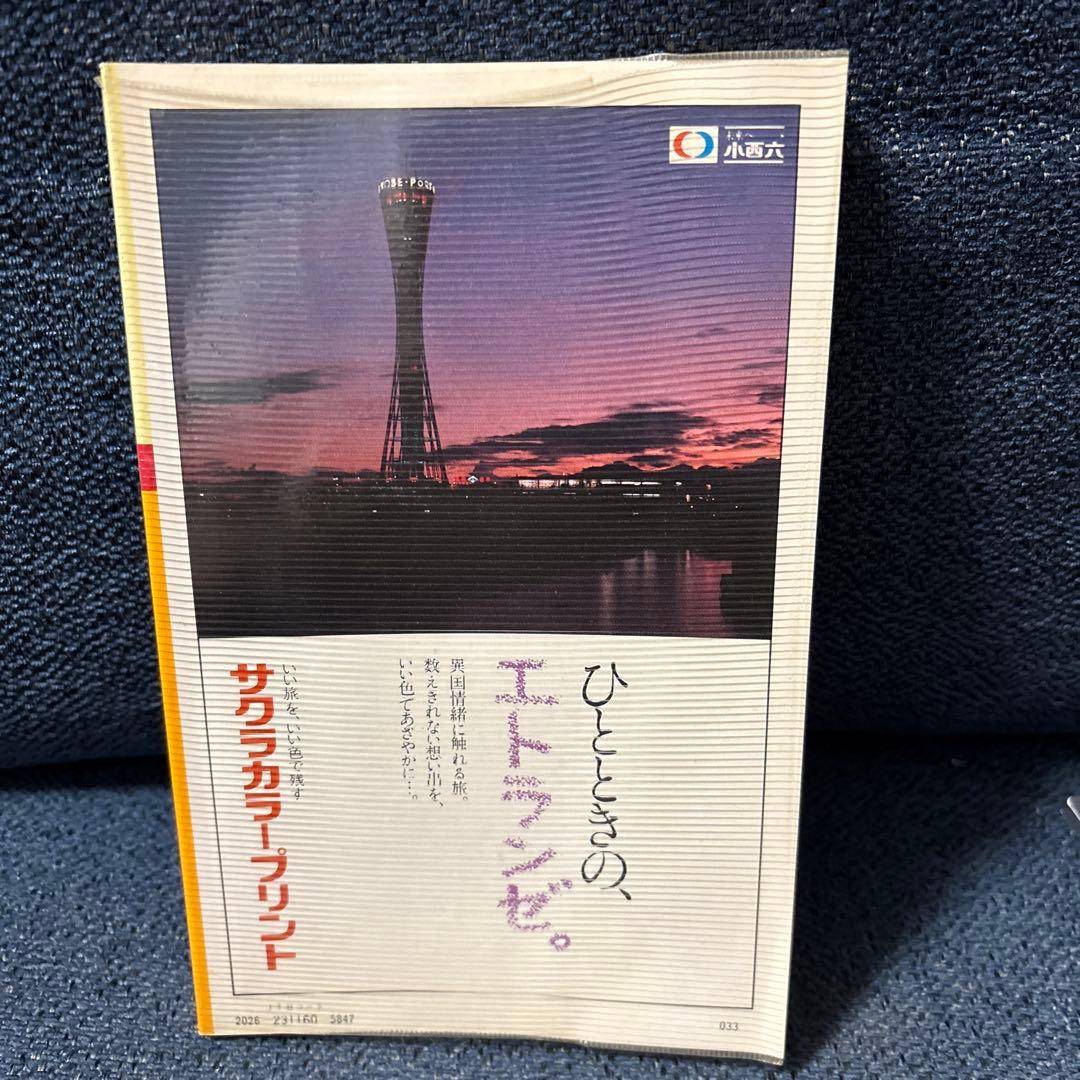 未来へ
小西六
KOBE·PORT
ひとときの、
エトランゼ。
異国情緒に触れる旅。
数えきれない想い出を、
いい色であざやかに…。
いい旅を、いい色で残す
サクラカラープリント
2026 231160 5847
033